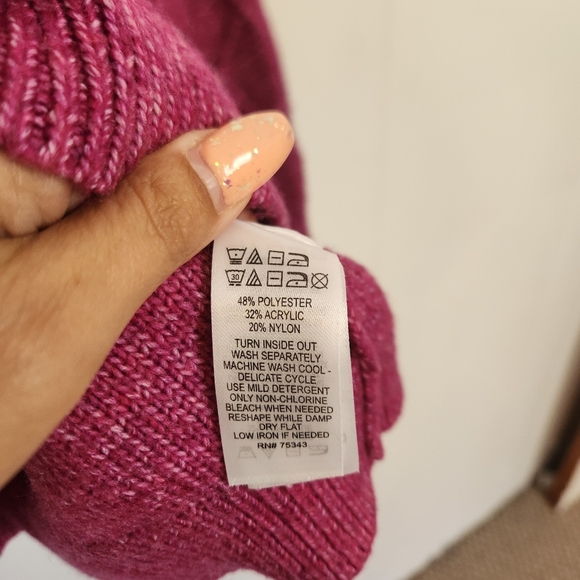 30
48% POLYESTER
32% ACRYLIC
20% NYLON
TURN INSIDE OUT
WASH SEPARATELY
MACHINE WASH COOL -
DELICATE CYCLE
USE MILD DETERGENT
ONLY NON-CHLORINE
BLEACH WHEN NEEDED
RESHAPE WHILE DAMP
DRY FLAT
LOW IRON IF NEEDED
RN# 75343